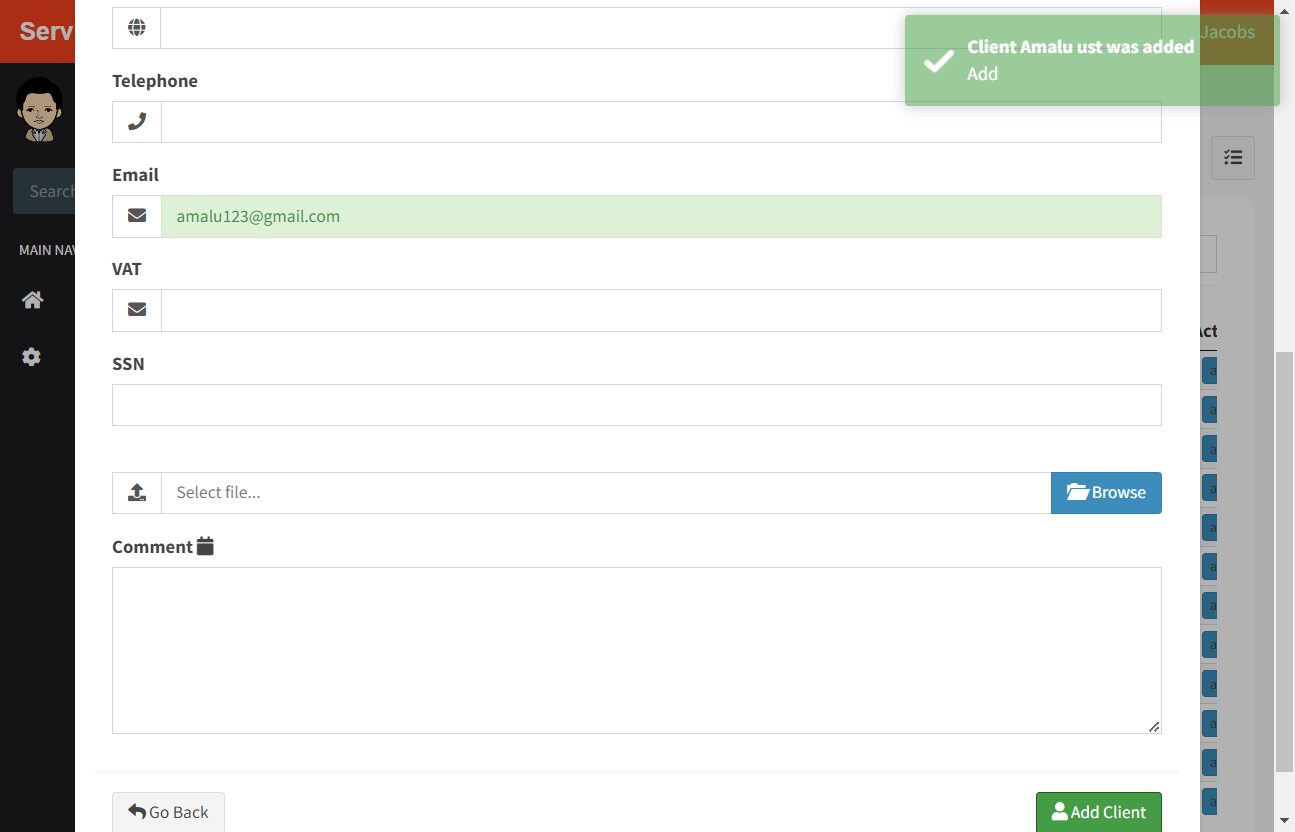 Serv
Jacobs
Client Amalu ust was added
Add
Telephone
Search
Email
amalu123@gmail.com
MAIN NAV
VAT
Act
SSN
Select file...
Browse
Comment
Go Back
Add Client